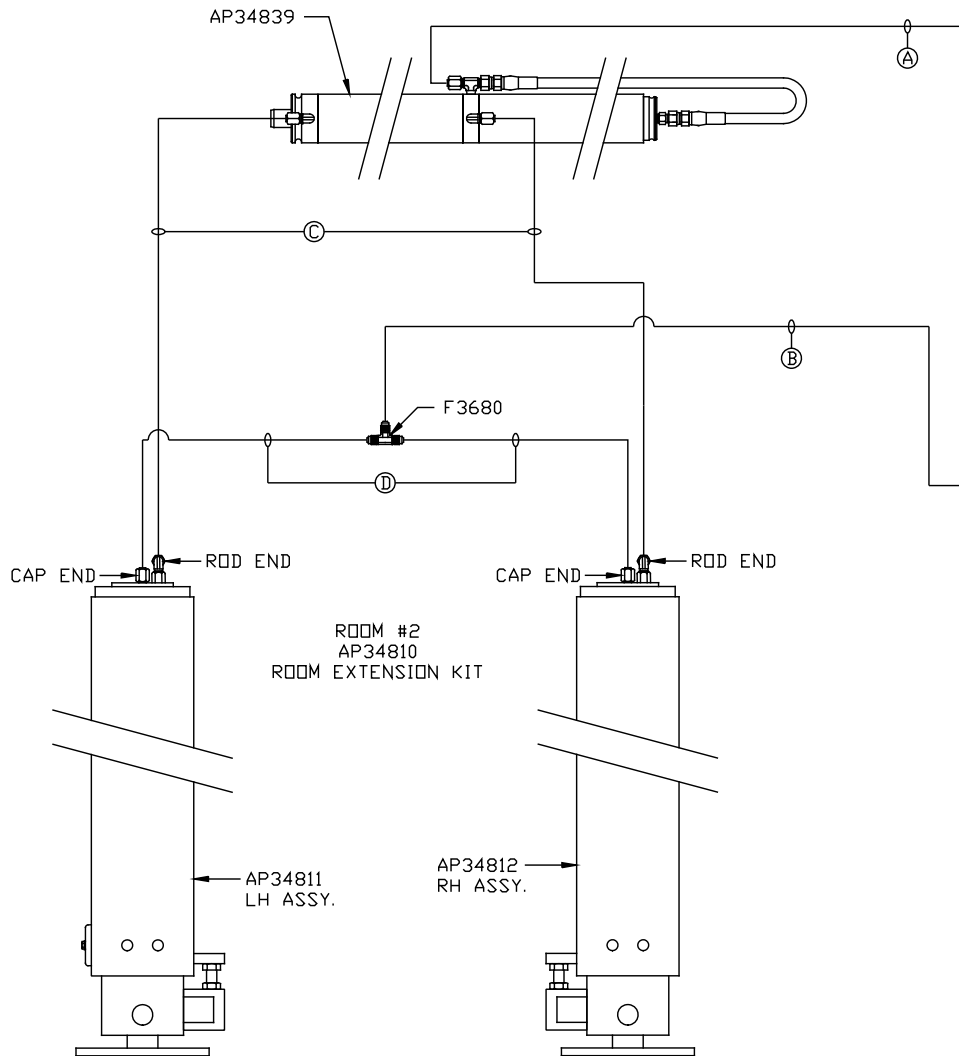 AP34839
A
C
B
F3680
D
CAP END
ROD END
CAP END
ROD END
ROOM #2
AP34810
ROOM EXTENSION KIT
AP34811
LH ASSY.
AP34812
RH ASSY.